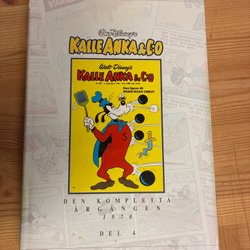 Walt Disney's
KALLE ANKA & C:O
Walt Disney's
KALLE ANKA & C:O
DEN KOMPLETTA
ÅRGÅNGEN
1970
DEL 4